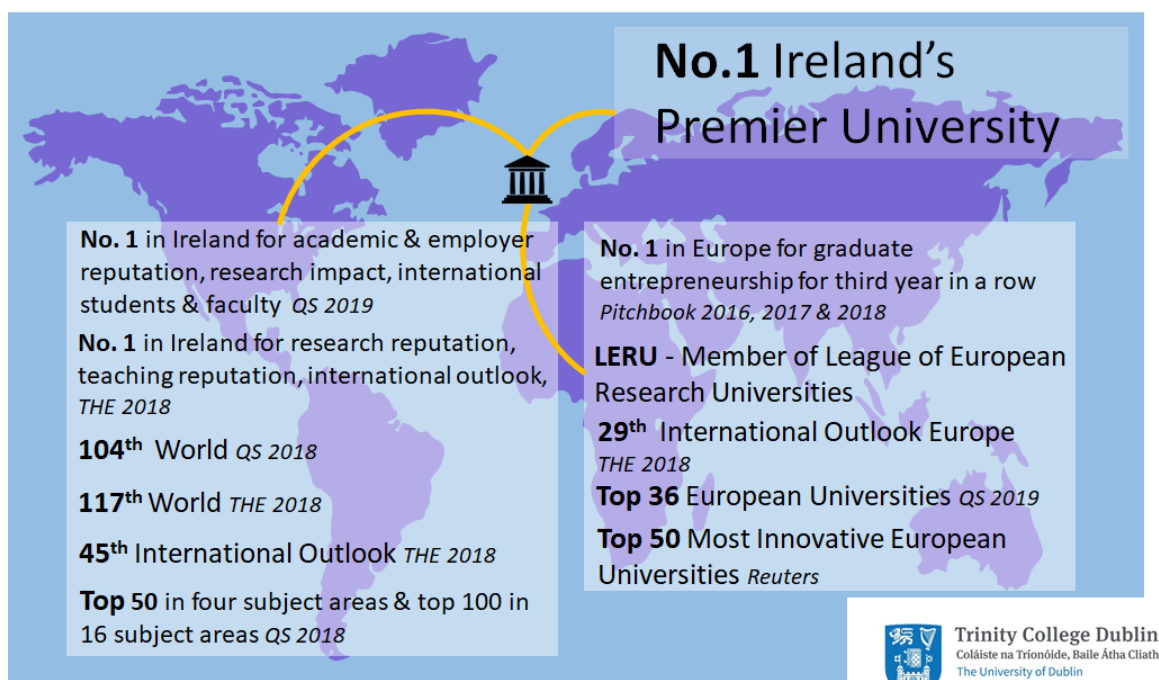 No.1 Ireland's
Premier University
No. 1 in Ireland for academic & employer
reputation, research impact, international
students & faculty QS 2019
No. 1 in Ireland for research reputation,
teaching reputation, international outlook,
THE 2018
104th World QS 2018
117th World THE 2018
45th International Outlook THE 2018
Top 50 in four subject areas & top 100 in
16 subject areas QS 2018
No. 1 in Europe for graduate
entrepreneurship for third year in a row
Pitchbook 2016, 2017 & 2018
LERU - Member of League of European
Research Universities
29th International Outlook Europe
THE 2018
Top 36 European Universities QS 2019
Top 50 Most Innovative European
Universities Reuters
Trinity College Dublin
Coláiste na Tríonóide, Baile Átha Cliath
The University of Dublin